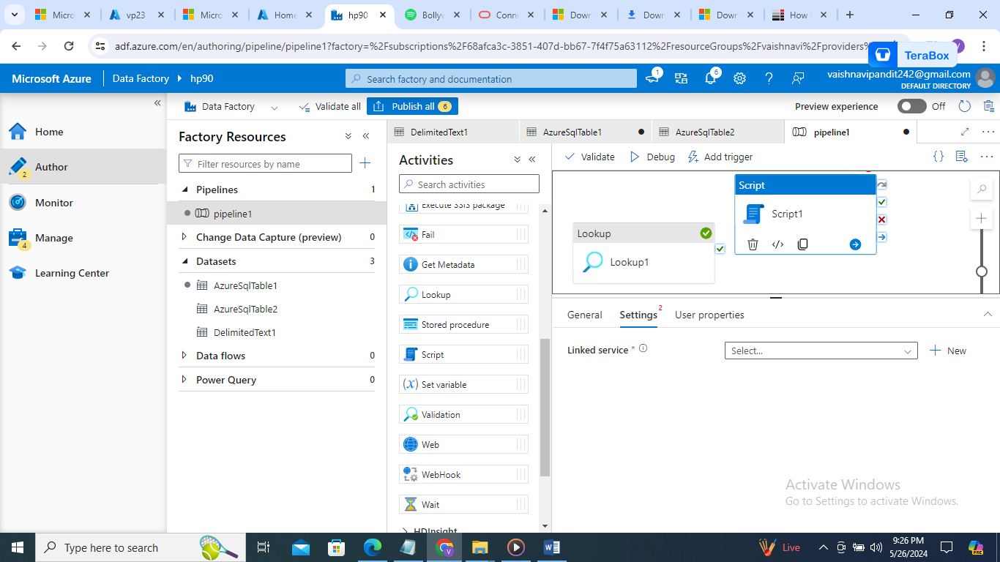 Micro
vp23
Micro
Home
hp90
Bollyv
Conne
Down
Down
Down
How
adf.azure.com/en/authoring/pipeline/pipeline1?factory=%2Fsubscriptions%2F68afca3c-3851-407d-bb67-7f4f75a63112%2FresourceGroups%2Fvaishnavi%2Fproviders%
V
TeraBox
Microsoft Azure
Data Factory
hp90
Search factory and documentation
1
6
?
vaishnavipandit242@gmail.com
DEFAULT DIRECTORY
Data Factory
Validate all
Publish all 6
Preview experience
Off
Home
Author
2
Monitor
Manage
4
Learning Center
Factory Resources
Filter resources by name
Pipelines 1
pipeline1
Change Data Capture (preview) 0
Datasets 3
AzureSqlTable1
AzureSqlTable2
DelimitedText1
Data flows 0
Power Query 0
DelimitedText1
AzureSqlTable1
AzureSqlTable2
pipeline1
Activities
Search activities
Execute SSIS package
Fail
Get Metadata
Lookup
Stored procedure
Script
Set variable
Validation
Web
WebHook
Wait
HDInsight
Validate
Debug
Add trigger
Lookup
Lookup1
Script
Script1
General
Settings 2
User properties
Linked service *
Select...
New
Activate Windows
Go to Settings to activate Windows.
Type here to search
Live
9:26 PM
5/26/2024
PRE